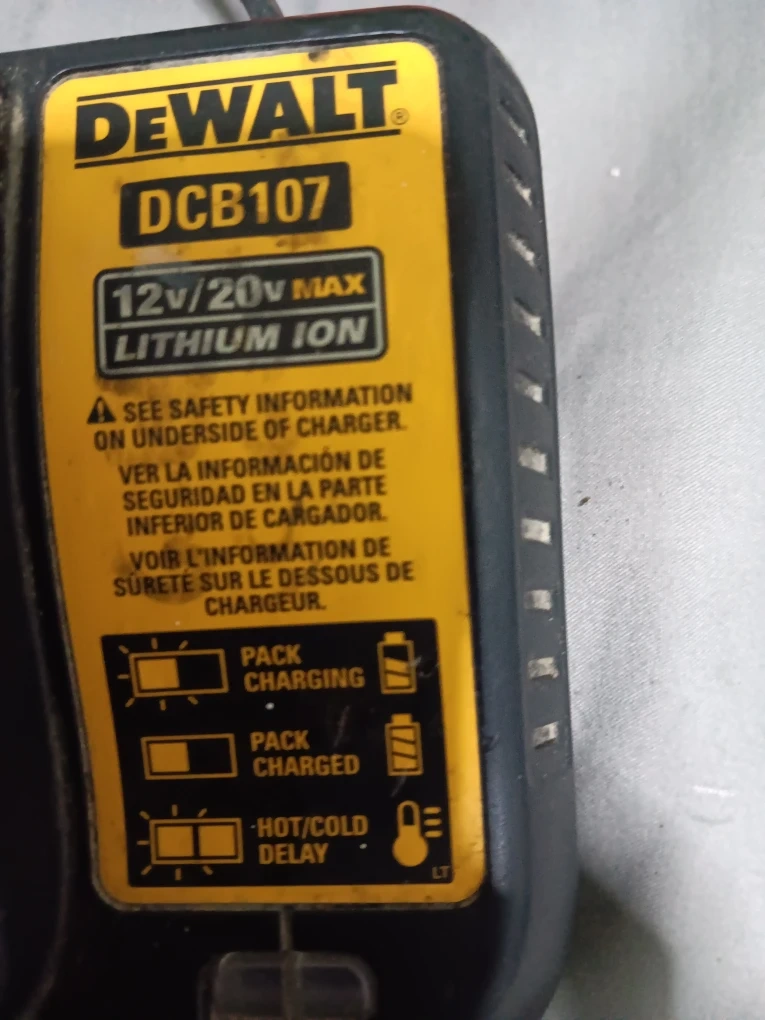 DEWALT®
DCB107
12v/20v MAX
LITHIUM ION
SEE SAFETY INFORMATION
ON UNDERSIDE OF CHARGER.
VER LA INFORMACIÓN DE
SEGURIDAD EN LA PARTE
INFERIOR DE CARGADOR.
VOIR L'INFORMATION DE
SÛRETÉ SUR LE DESSOUS DE
CHARGEUR.
PACK
CHARGING
PACK
CHARGED
HOT/COLD
DELAY
LT